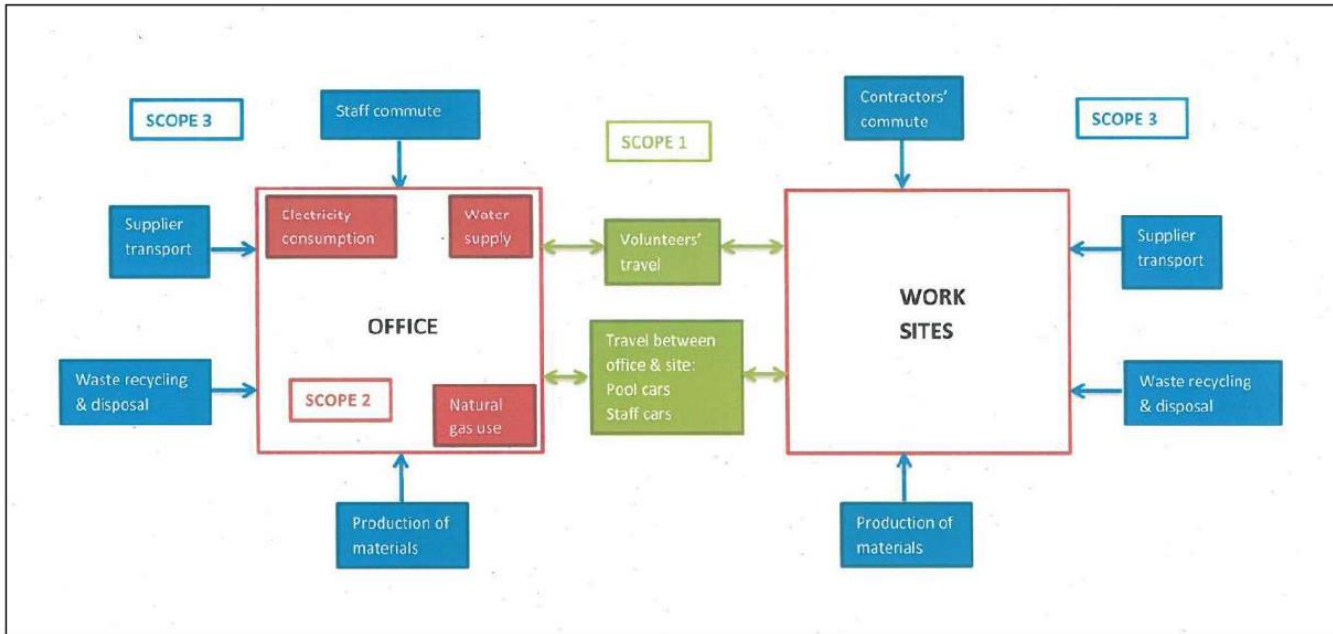 SCOPE 3
Staff commute
SCOPE 1
Contractors'
commute
SCOPE 3
Supplier
transport
Electricity
consumption
Water
supply
Volunteers'
travel
Supplier
transport
OFFICE
WORK
SITES
Waste recycling
& disposal
SCOPE 2
Natural
gas use
Travel between
office & site:
Pool cars
Staff cars
Waste recycling
& disposal
Production of
materials
Production of
materials